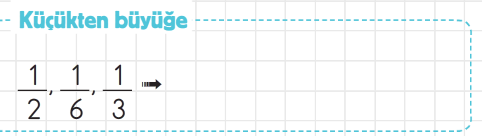 Küçükten büyüğe
1/2, 1/6, 1/3 ➟